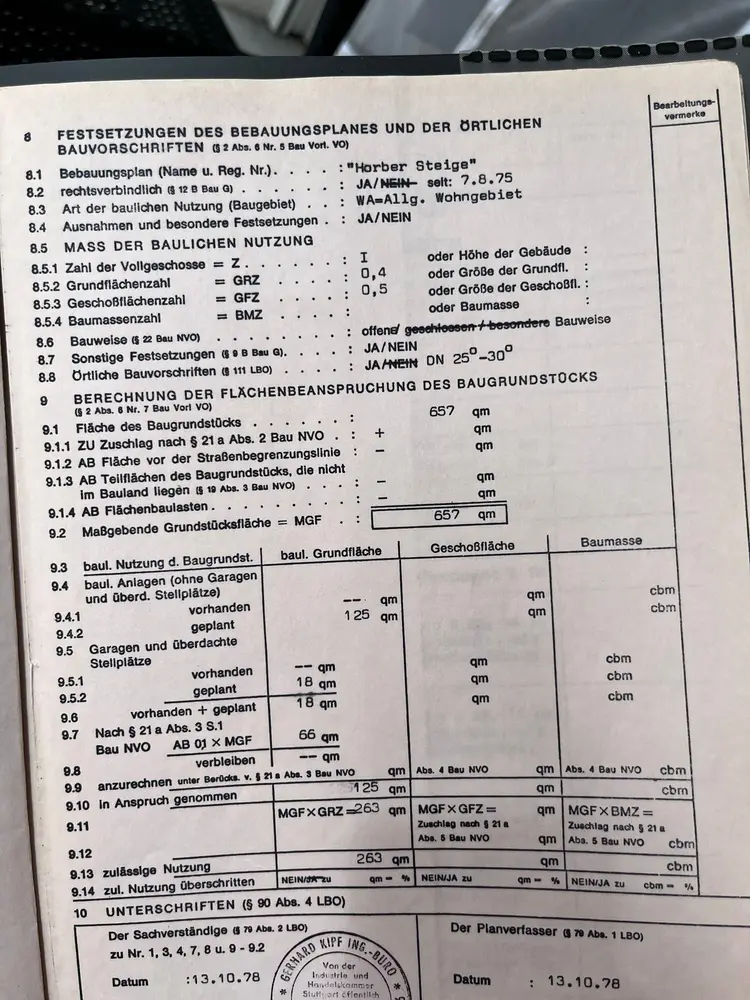 Bearbeitungs-
vermerke
8 FESTSETZUNGEN DES BEBAUUNGSPLANES UND DER ÖRTLICHEN
BAUVORSCHRIFTEN (§ 2 Abs. 6 Nr. 5 Bau Vorl. VO)
8.1 Bebauungsplan (Name u. Reg. Nr.). . . . : "Horber Steige"
8.2 rechtsverbindlich (§ 12 B Bau G) . . . . . . : JA/NEIN seit: 7.8.75
8.3 Art der baulichen Nutzung (Baugebiet) . . : WA=Allg. Wohngebiet
8.4 Ausnahmen und besondere Festsetzungen . : JA/NEIN
8.5 MASS DER BAULICHEN NUTZUNG
8.5.1 Zahl der Vollgeschosse = Z. . . . . . . : I oder Höhe der Gebäude :
8.5.2 Grundflächenzahl = GRZ . . . . : 0,4 oder Größe der Grundfl. :
8.5.3 Geschoßflächenzahl = GFZ . . . . : 0,5 oder Größe der Geschoßfl. :
8.5.4 Baumassenzahl = BMZ . . . . : oder Baumasse :
8.6 Bauweise (§ 22 Bau NVO) . . . . . . . . : offene/ geschlossen / besondere Bauweise
8.7 Sonstige Festsetzungen (§ 9 B Bau G). . . . : JA/NEIN
8.8 Örtliche Bauvorschriften (§ 111 LBO) . . . . : JA/NEIN DN 25°-30°
9 BERECHNUNG DER FLÄCHENBEANSPRUCHUNG DES BAUGRUNDSTÜCKS
(§ 2 Abs. 6 Nr. 7 Bau Vorl VO)
9.1 Fläche des Baugrundstücks . . . . . . : 657 qm
9.1.1 ZU Zuschlag nach § 21 a Abs. 2 Bau NVO . : + qm
9.1.2 AB Fläche vor der Straßenbegrenzungslinie : − qm
9.1.3 AB Teilflächen des Baugrundstücks, die nicht
im Bauland liegen (§ 19 Abs. 3 Bau NVO) . . . : − qm
9.1.4 AB Flächenbaulasten . . . . . . . . . : − qm
9.2 Maßgebende Grundstücksfläche = MGF . : 657 qm
9.3 baul. Nutzung d. Baugrundst. baul. Grundfläche Geschoßfläche Baumasse
9.4 baul. Anlagen (ohne Garagen
und überd. Stellplätze)
9.4.1 vorhanden -- qm qm cbm
9.4.2 geplant 125 qm qm cbm
9.5 Garagen und überdachte
Stellplätze
9.5.1 vorhanden -- qm qm cbm
9.5.2 geplant 18 qm qm cbm
9.6 vorhanden + geplant 18 qm qm cbm
9.7 Nach § 21 a Abs. 3 S.1
Bau NVO AB 0,1 × MGF 66 qm
9.8 verbleiben -- qm
9.9 anzurechnen unter Berücks. v. § 21 a Abs. 3 Bau NVO qm Abs. 4 Bau NVO qm Abs. 4 Bau NVO cbm
9.10 in Anspruch genommen 125 qm qm cbm
9.11 MGF×GRZ=263 qm MGF×GFZ= qm MGF×BMZ=
Zuschlag nach § 21 a Zuschlag nach § 21 a
9.12 Abs. 5 Bau NVO qm Abs. 5 Bau NVO cbm
9.13 zulässige Nutzung 263 qm qm cbm
9.14 zul. Nutzung überschritten NEIN/JA zu qm = % NEIN/JA zu qm = % NEIN/JA zu cbm = %
10 UNTERSCHRIFTEN (§ 90 Abs. 4 LBO)
Der Sachverständige (§ 79 Abs. 2 LBO) Der Planverfasser (§ 79 Abs. 1 LBO)
zu Nr. 1, 3, 4, 7, 8 u. 9 - 9.2
Datum :13.10.78 Datum : 13.10.78
* GERHARD KIPF ING.-BÜRO *
Von der
Industrie und
Handelskammer
Stuttgart öffentlich